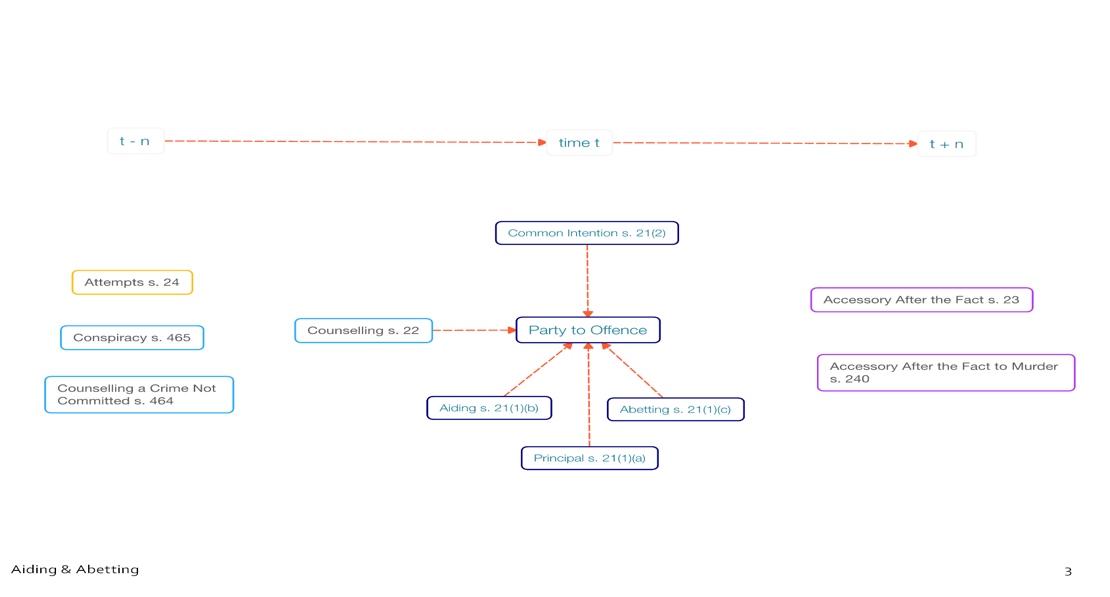 t - n
time t
t + n
Common Intention s. 21(2)
Attempts s. 24
Accessory After the Fact s. 23
Conspiracy s. 465
Counselling s. 22
Party to Offence
Accessory After the Fact to Murder
s. 240
Counselling a Crime Not
Committed s. 464
Aiding s. 21(1)(b)
Abetting s. 21(1)(c)
Principal s. 21(1)(a)
Aiding & Abetting
3